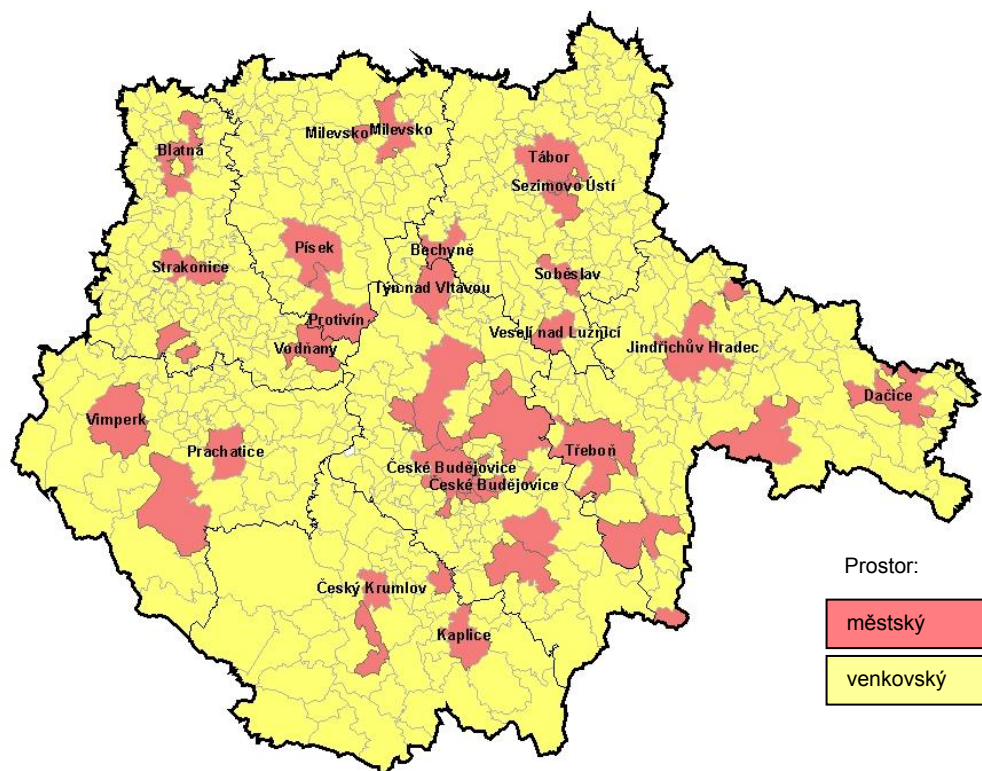 Milevsko Milevsko
Blatná
Tábor
Sezimovo Ústí
Písek
Bechyně
Strakonice
Soběslav
Týn nad Vltavou
Protivín
Veselí nad Lužnicí
Vodňany
Jindřichův Hradec
Dačice
Vimperk
Prachatice
Třeboň
České Budějovice
České Budějovice
Český Krumlov
Kaplice
Prostor:
městský
venkovský